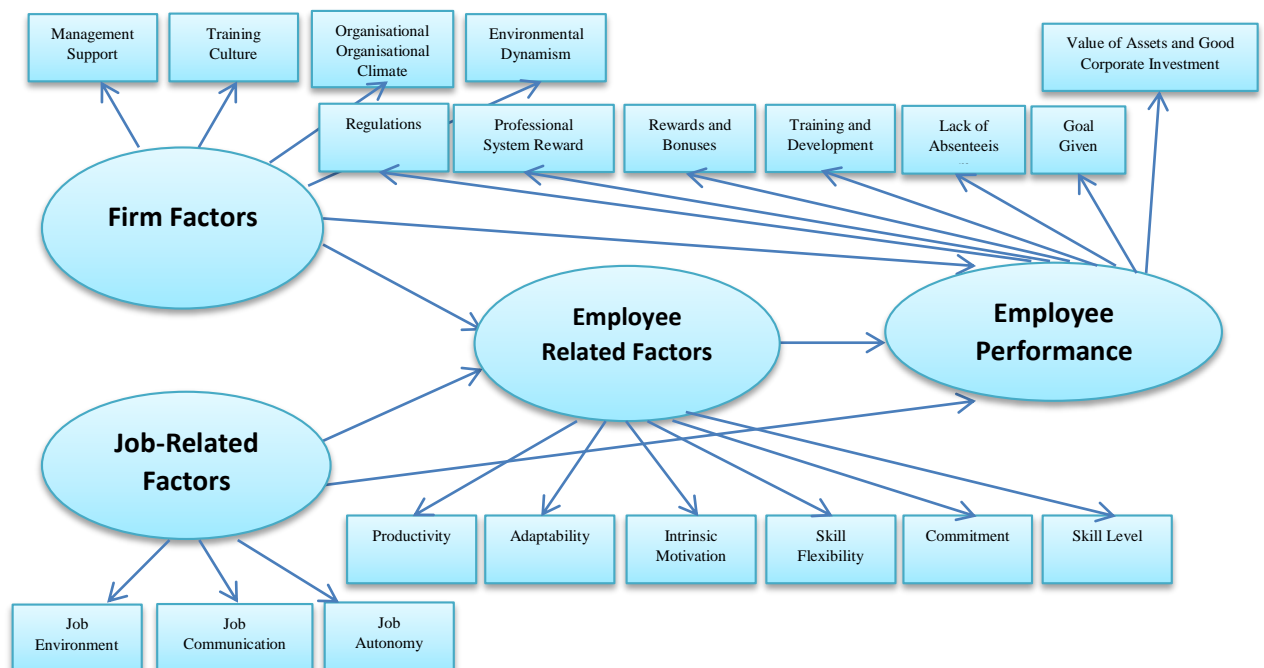 Management
Support
Training
Culture
Organisational
Organisational
Climate
Environmental
Dynamism
Value of Assets and Good
Corporate Investment
Regulations
Professional
System Reward
Rewards and
Bonuses
Training and
Development
Lack of
Absenteeis
...
Goal
Given
Firm Factors
Employee
Related Factors
Employee
Performance
Job-Related
Factors
Productivity
Adaptability
Intrinsic
Motivation
Skill
Flexibility
Commitment
Skill Level
Job
Environment
Job
Communication
Job
Autonomy